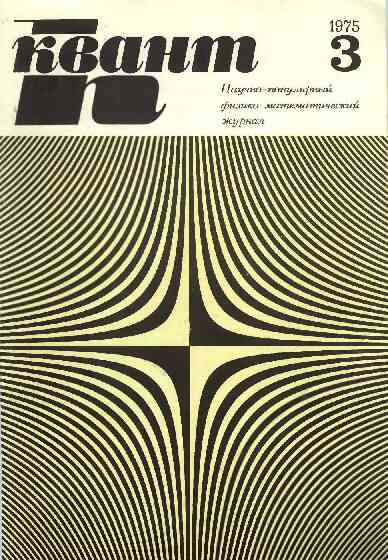 квант
1975
3
Научно-популярный
физико-математический
журнал